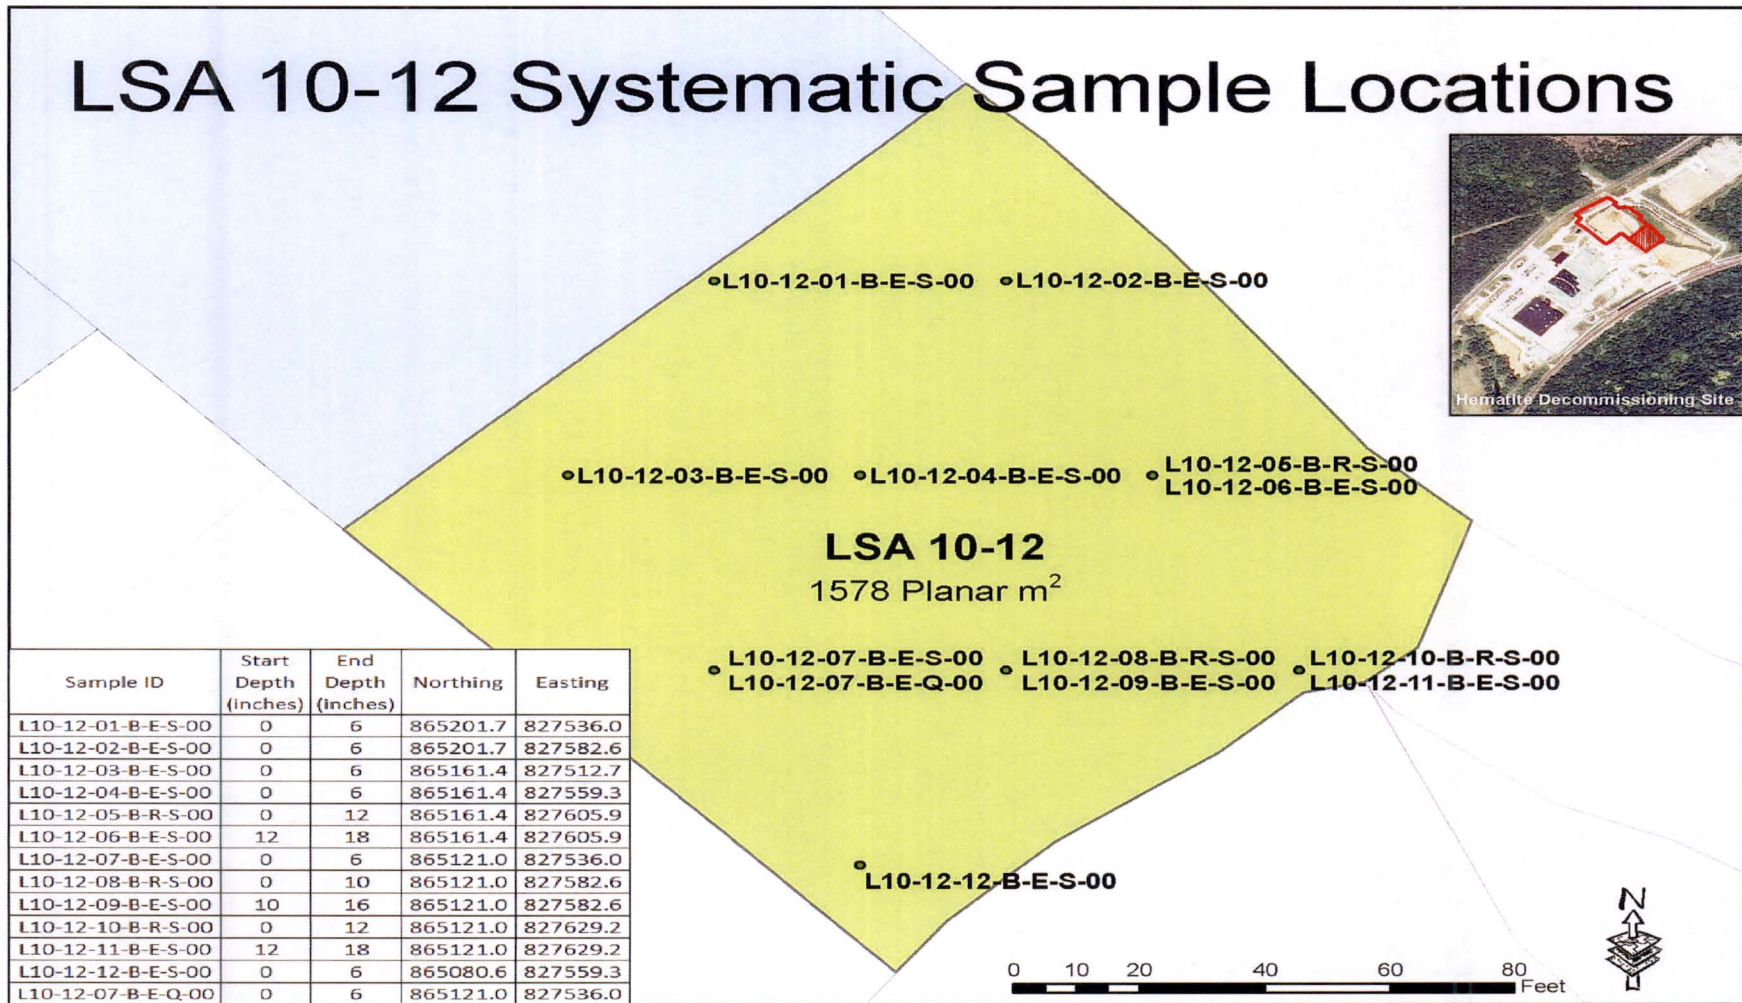 LSA 10-12 Systematic Sample Locations
Hematite Decommissioning Site
L10-12-01-B-E-S-00
L10-12-02-B-E-S-00
L10-12-03-B-E-S-00
L10-12-04-B-E-S-00
L10-12-05-B-R-S-00
L10-12-06-B-E-S-00
LSA 10-12
1578 Planar m²
L10-12-07-B-E-S-00
L10-12-07-B-E-Q-00
L10-12-08-B-R-S-00
L10-12-09-B-E-S-00
L10-12-10-B-R-S-00
L10-12-11-B-E-S-00
L10-12-12-B-E-S-00
Sample ID Start Depth (inches) End Depth (inches) Northing Easting
L10-12-01-B-E-S-00 0 6 865201.7 827536.0
L10-12-02-B-E-S-00 0 6 865201.7 827582.6
L10-12-03-B-E-S-00 0 6 865161.4 827512.7
L10-12-04-B-E-S-00 0 6 865161.4 827559.3
L10-12-05-B-R-S-00 0 12 865161.4 827605.9
L10-12-06-B-E-S-00 12 18 865161.4 827605.9
L10-12-07-B-E-S-00 0 6 865121.0 827536.0
L10-12-08-B-R-S-00 0 10 865121.0 827582.6
L10-12-09-B-E-S-00 10 16 865121.0 827582.6
L10-12-10-B-R-S-00 0 12 865121.0 827629.2
L10-12-11-B-E-S-00 12 18 865121.0 827629.2
L10-12-12-B-E-S-00 0 6 865080.6 827559.3
L10-12-07-B-E-Q-00 0 6 865121.0 827536.0
0 10 20 40 60 80
Feet
N